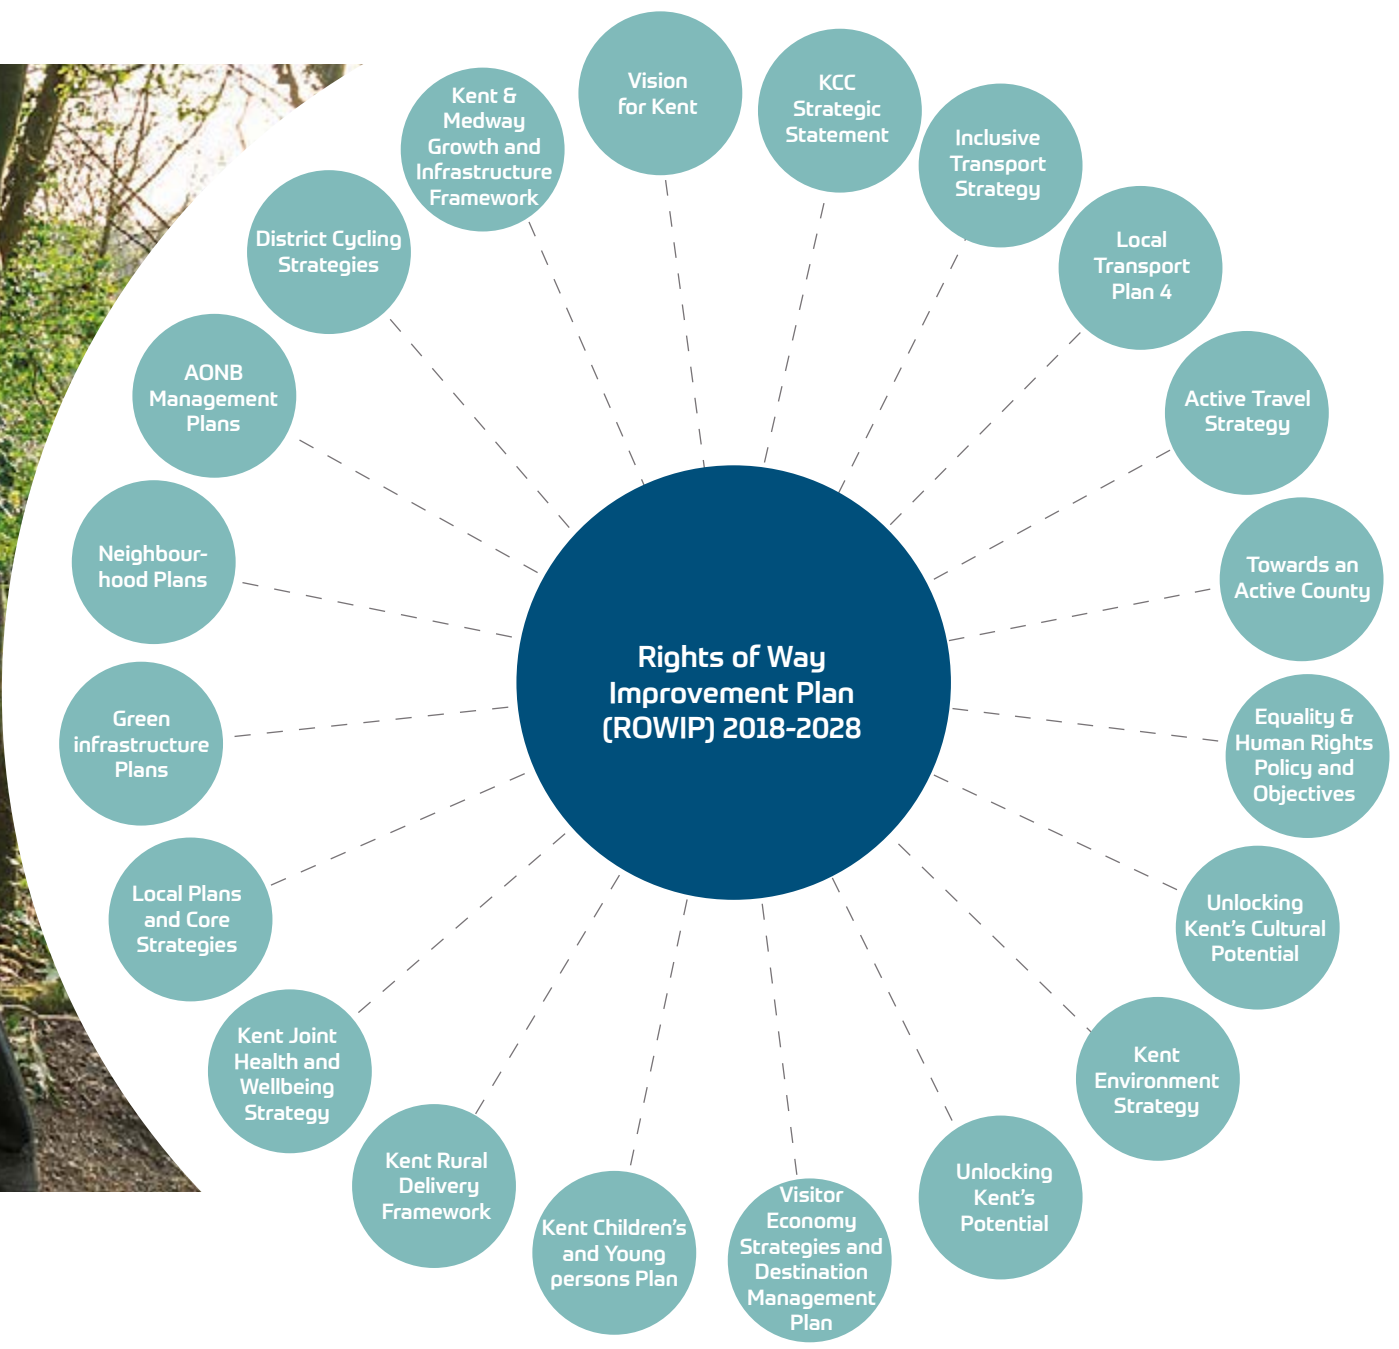 Vision
for Kent
KCC
Strategic
Statement
Inclusive
Transport
Strategy
Local
Transport
Plan 4
Active Travel
Strategy
Towards an
Active County
Equality &
Human Rights
Policy and
Objectives
Unlocking
Kent's Cultural
Potential
Kent
Environment
Strategy
Unlocking
Kent's
Potential
Visitor
Economy
Strategies and
Destination
Management
Plan
Kent Children's
and Young
persons Plan
Kent Rural
Delivery
Framework
Kent Joint
Health and
Wellbeing
Strategy
Local Plans
and Core
Strategies
Green
infrastructure
Plans
Neighbour-
hood Plans
AONB
Management
Plans
District Cycling
Strategies
Kent &
Medway
Growth and
Infrastructure
Framework
Rights of Way
Improvement Plan
(ROWIP) 2018-2028